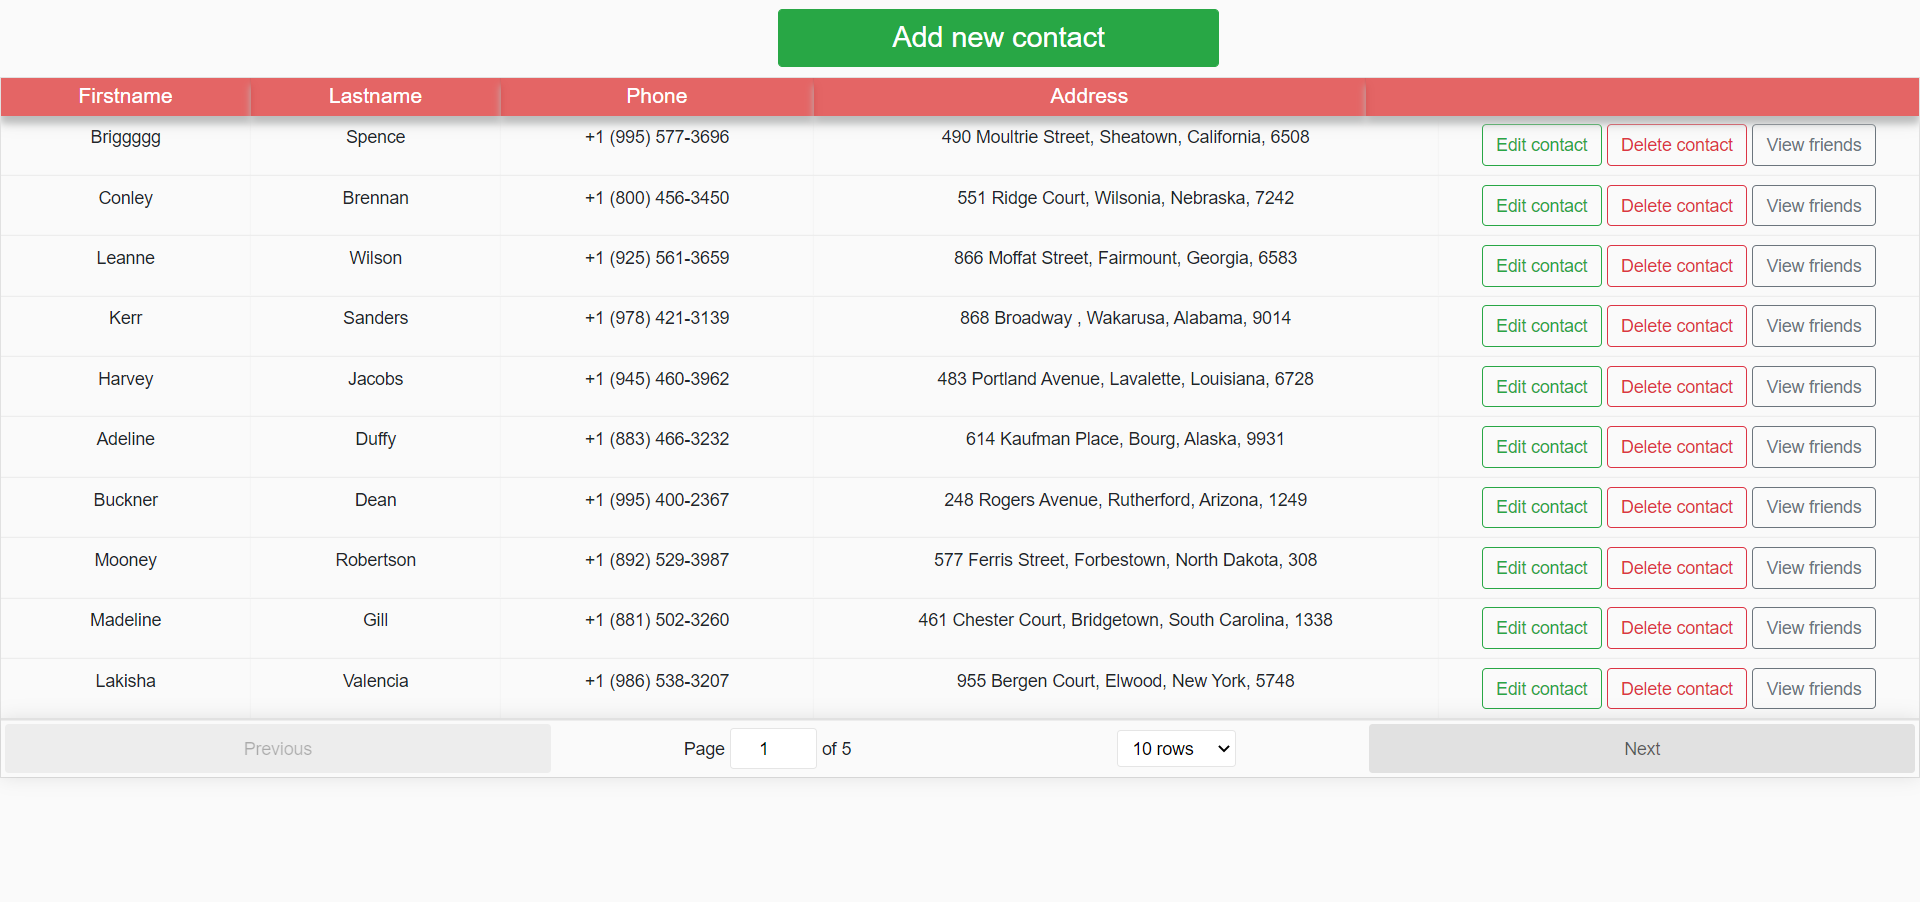 Add new contact
Firstname Lastname Phone Address
Briggggg Spence +1 (995) 577-3696 490 Moultrie Street, Sheatown, California, 6508 Edit contact Delete contact View friends
Conley Brennan +1 (800) 456-3450 551 Ridge Court, Wilsonia, Nebraska, 7242 Edit contact Delete contact View friends
Leanne Wilson +1 (925) 561-3659 866 Moffat Street, Fairmount, Georgia, 6583 Edit contact Delete contact View friends
Kerr Sanders +1 (978) 421-3139 868 Broadway , Wakarusa, Alabama, 9014 Edit contact Delete contact View friends
Harvey Jacobs +1 (945) 460-3962 483 Portland Avenue, Lavalette, Louisiana, 6728 Edit contact Delete contact View friends
Adeline Duffy +1 (883) 466-3232 614 Kaufman Place, Bourg, Alaska, 9931 Edit contact Delete contact View friends
Buckner Dean +1 (995) 400-2367 248 Rogers Avenue, Rutherford, Arizona, 1249 Edit contact Delete contact View friends
Mooney Robertson +1 (892) 529-3987 577 Ferris Street, Forbestown, North Dakota, 308 Edit contact Delete contact View friends
Madeline Gill +1 (881) 502-3260 461 Chester Court, Bridgetown, South Carolina, 1338 Edit contact Delete contact View friends
Lakisha Valencia +1 (986) 538-3207 955 Bergen Court, Elwood, New York, 5748 Edit contact Delete contact View friends
Previous Page 1 of 5 10 rows Next